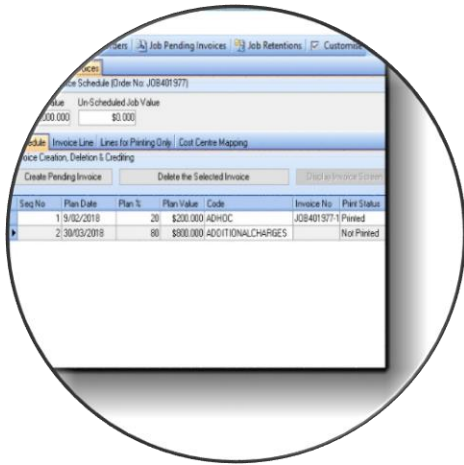 Job Pending Invoices Job Retentions Customise
Schedule (Order No: JOB401977)
Un-Scheduled Job Value
000.000 $0.000
Invoice Line Lines for Printing Only Cost Centre Mapping
Creation, Deletion & Crediting
Create Pending Invoice Delete the Selected Invoice Display Invoice Screen
Seq No Plan Date Plan % Plan Value Code Invoice No Print Status
1 9/02/2018 20 $200.000 ADHOC JOB401977-1 Printed
2 30/03/2018 80 $800.000 ADDITIONALCHARGES Not Printed